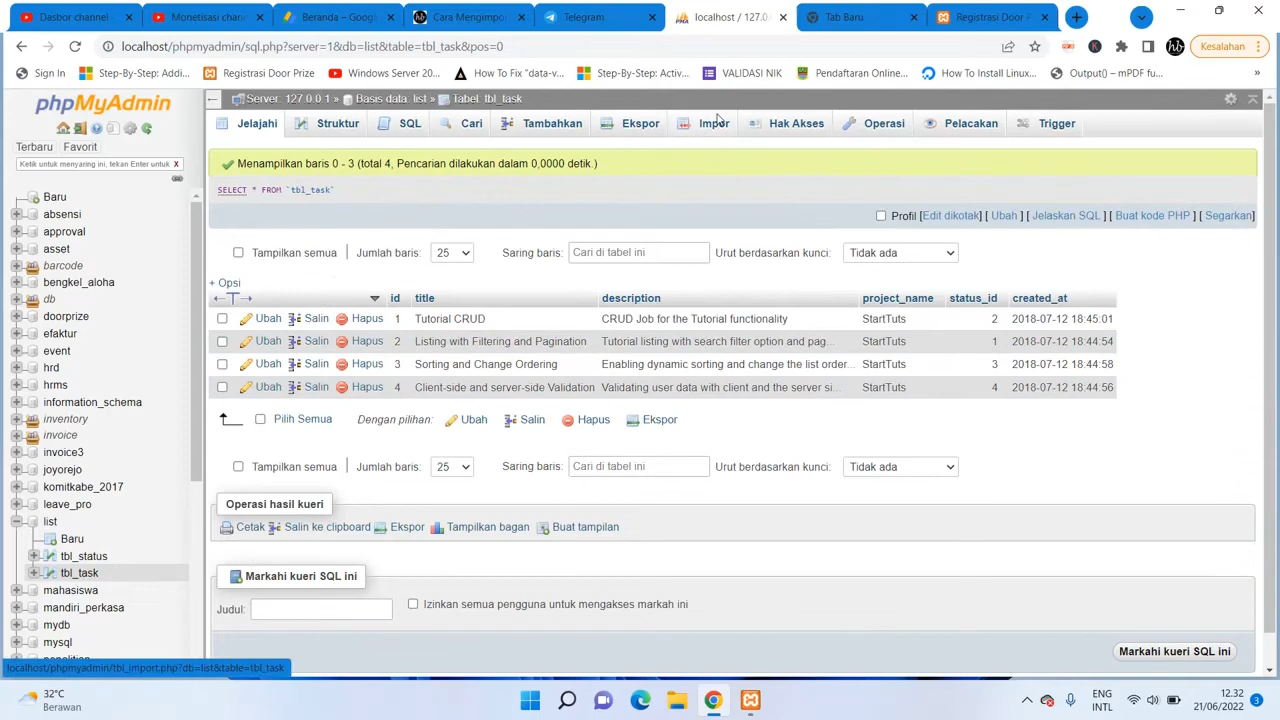 Dasbor channel
Monetisasi chan
Beranda – Goog
Cara Mengimpor
Telegram
localhost / 127.0.
Tab Baru
Registrasi Door P
localhost/phpmyadmin/sql.php?server=1&db=list&table=tbl_task&pos=0
Kesalahan
Sign In
Step-By-Step: Addi...
Registrasi Door Priz...
Windows Server 20...
How To Fix "data-v...
Step-By-Step: Activ...
VALIDASI NIK
Pendaftaran Online...
How To Install Linux...
Output() – mPDF fu...
»
phpMyAdmin
Terbaru Favorit
Ketik untuk menyaring ini, tekan Enter untuk X
Baru
absensi
approval
asset
barcode
bengkel_aloha
db
doorprize
efaktur
event
hrd
hrms
information_schema
inventory
invoice
invoice3
joyorejo
komitkabe_2017
leave_pro
list
Baru
tbl_status
tbl_task
mahasiswa
mandiri_perkasa
mydb
mysql
Server: 127.0.0.1 » Basis data: list » Tabel: tbl_task
Jelajahi Struktur SQL Cari Tambahkan Ekspor Impor Hak Akses Operasi Pelacakan Trigger
Menampilkan baris 0 - 3 (total 4, Pencarian dilakukan dalam 0,0000 detik.)
SELECT * FROM `tbl_task`
Profil [Edit dikotak] [ Ubah ] [ Jelaskan SQL ] [ Buat kode PHP ] [ Segarkan]
Tampilkan semua Jumlah baris: 25 Saring baris: Cari di tabel ini Urut berdasarkan kunci: Tidak ada
+ Opsi
←T→ id title description project_name status_id created_at
Ubah Salin Hapus 1 Tutorial CRUD CRUD Job for the Tutorial functionality StartTuts 2 2018-07-12 18:45:01
Ubah Salin Hapus 2 Listing with Filtering and Pagination Tutorial listing with search filter option and pag... StartTuts 1 2018-07-12 18:44:54
Ubah Salin Hapus 3 Sorting and Change Ordering Enabling dynamic sorting and change the list order... StartTuts 3 2018-07-12 18:44:58
Ubah Salin Hapus 4 Client-side and server-side Validation Validating user data with client and the server si... StartTuts 4 2018-07-12 18:44:56
Pilih Semua Dengan pilihan: Ubah Salin Hapus Ekspor
Tampilkan semua Jumlah baris: 25 Saring baris: Cari di tabel ini Urut berdasarkan kunci: Tidak ada
Operasi hasil kueri
Cetak Salin ke clipboard Ekspor Tampilkan bagan Buat tampilan
Markahi kueri SQL ini
Judul:
Izinkan semua pengguna untuk mengakses markah ini
Markahi kueri SQL ini
localhost/phpmyadmin/tbl_import.php?db=list&table=tbl_task
32°C
Berawan
ENG
INTL
12.32
21/06/2022
3